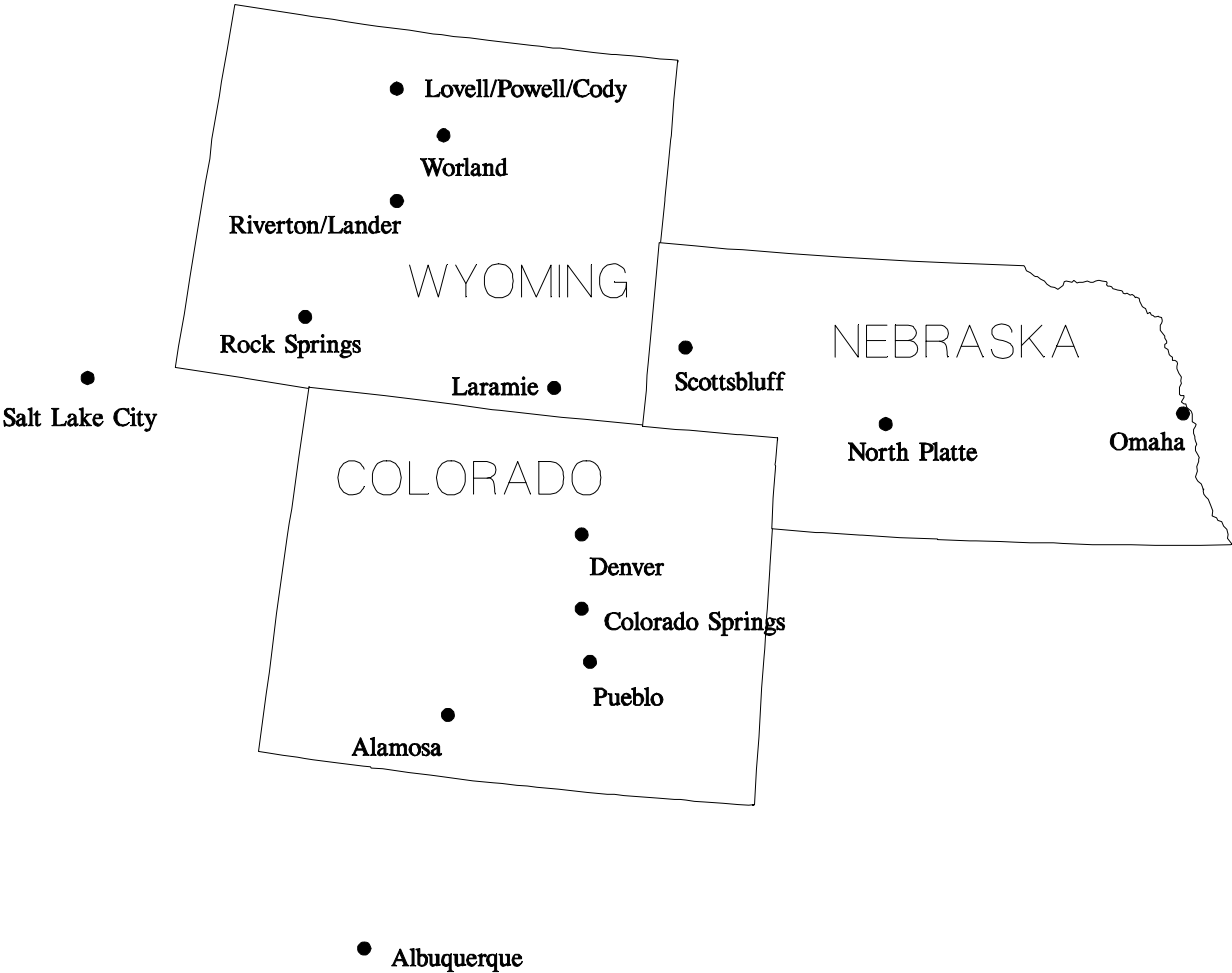 Lovell/Powell/Cody
Worland
Riverton/Lander
WYOMING
Rock Springs
NEBRASKA
Laramie
Scottsbluff
Salt Lake City
Omaha
North Platte
COLORADO
Denver
Colorado Springs
Pueblo
Alamosa
Albuquerque